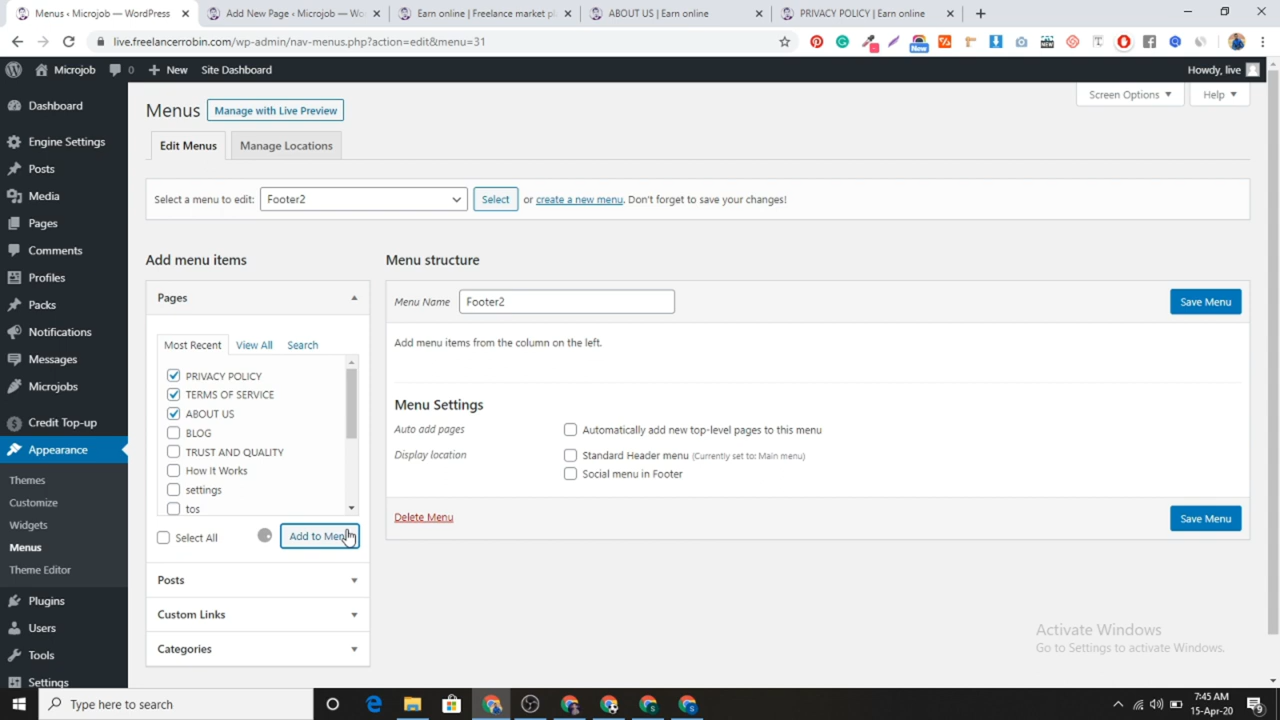 Menus ‹ Microjob — WordPress
Add New Page ‹ Microjob — Wo
Earn online | Freelance market pl
ABOUT US | Earn online
PRIVACY POLICY | Earn online
live.freelancerrobin.com/wp-admin/nav-menus.php?action=edit&menu=31
Microjob 0 New Site Dashboard Howdy, live
Screen Options Help
Dashboard
Engine Settings
Posts
Media
Pages
Comments
Profiles
Packs
Notifications
Messages
Microjobs
Credit Top-up
Appearance
Themes
Customize
Widgets
Menus
Theme Editor
Plugins
Users
Tools
Settings
Menus Manage with Live Preview
Edit Menus Manage Locations
Select a menu to edit: Footer2 Select or create a new menu. Don't forget to save your changes!
Add menu items
Pages
Most Recent View All Search
PRIVACY POLICY
TERMS OF SERVICE
ABOUT US
BLOG
TRUST AND QUALITY
How It Works
settings
tos
Select All Add to Menu
Posts
Custom Links
Categories
Menu structure
Menu Name Footer2 Save Menu
Add menu items from the column on the left.
Menu Settings
Auto add pages Automatically add new top-level pages to this menu
Display location Standard Header menu (Currently set to: Main menu)
Social menu in Footer
Delete Menu Save Menu
Activate Windows
Go to Settings to activate Windows.
Type here to search
7:45 AM
15-Apr-20